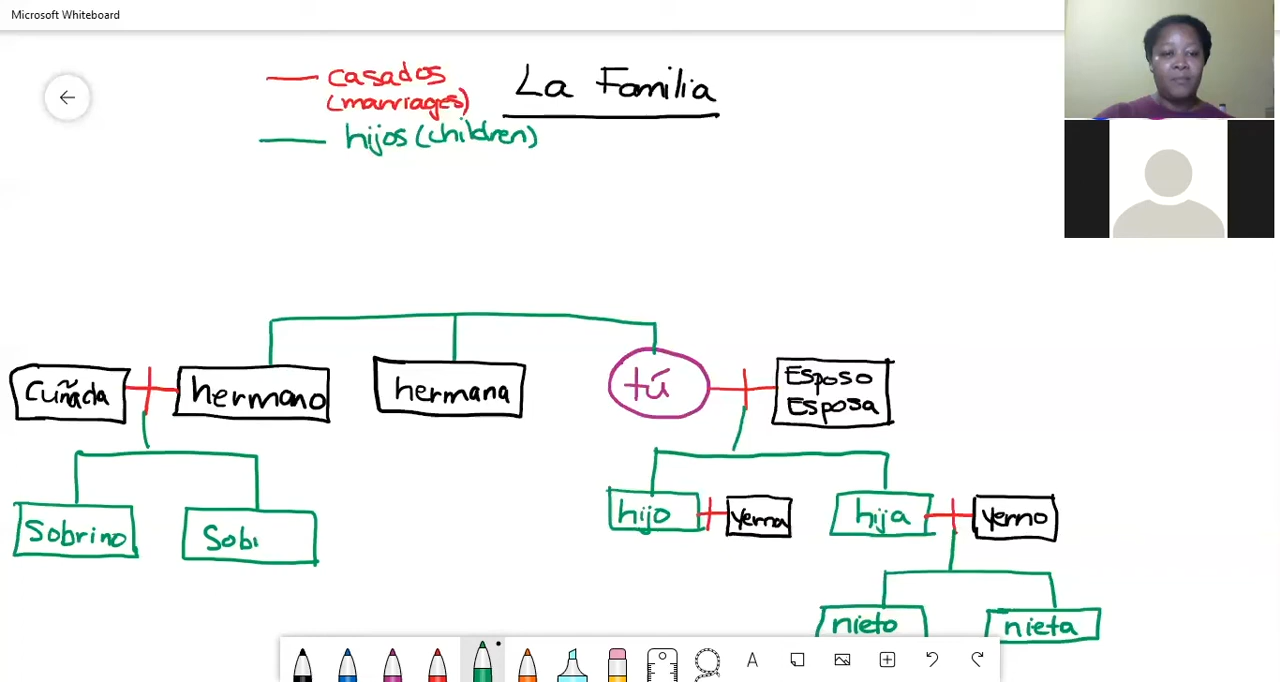 Microsoft Whiteboard
casados
(marriages)
La Familia
hijos (children)
Cuñada
hermano
hermana
tú
Esposo
Esposa
Sobrino
Sobi
hijo
yerna
hija
yerno
nieto
nieta
A